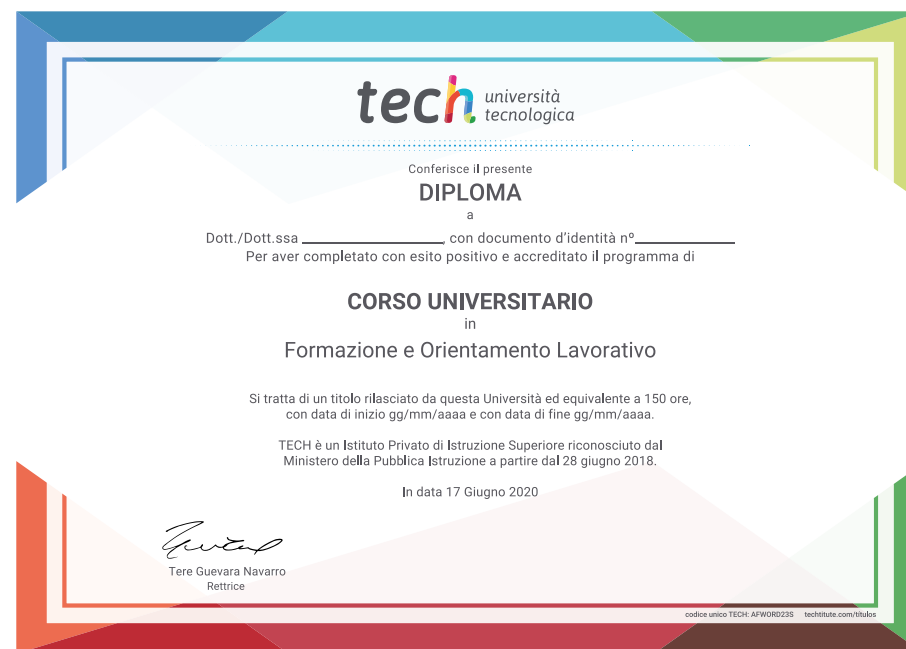 tech università
tecnologica
Conferisce il presente
DIPLOMA
a
Dott./Dott.ssa ____________________, con documento d'identità nº______________
Per aver completato con esito positivo e accreditato il programma di
CORSO UNIVERSITARIO
in
Formazione e Orientamento Lavorativo
Si tratta di un titolo rilasciato da questa Università ed equivalente a 150 ore,
con data di inizio gg/mm/aaaa e con data di fine gg/mm/aaaa.
TECH è un Istituto Privato di Istruzione Superiore riconosciuto dal
Ministero della Pubblica Istruzione a partire dal 28 giugno 2018.
In data 17 Giugno 2020
Tere Guevara Navarro
Rettrice
codice unico TECH: AFWORD23S techtitute.com/titulos